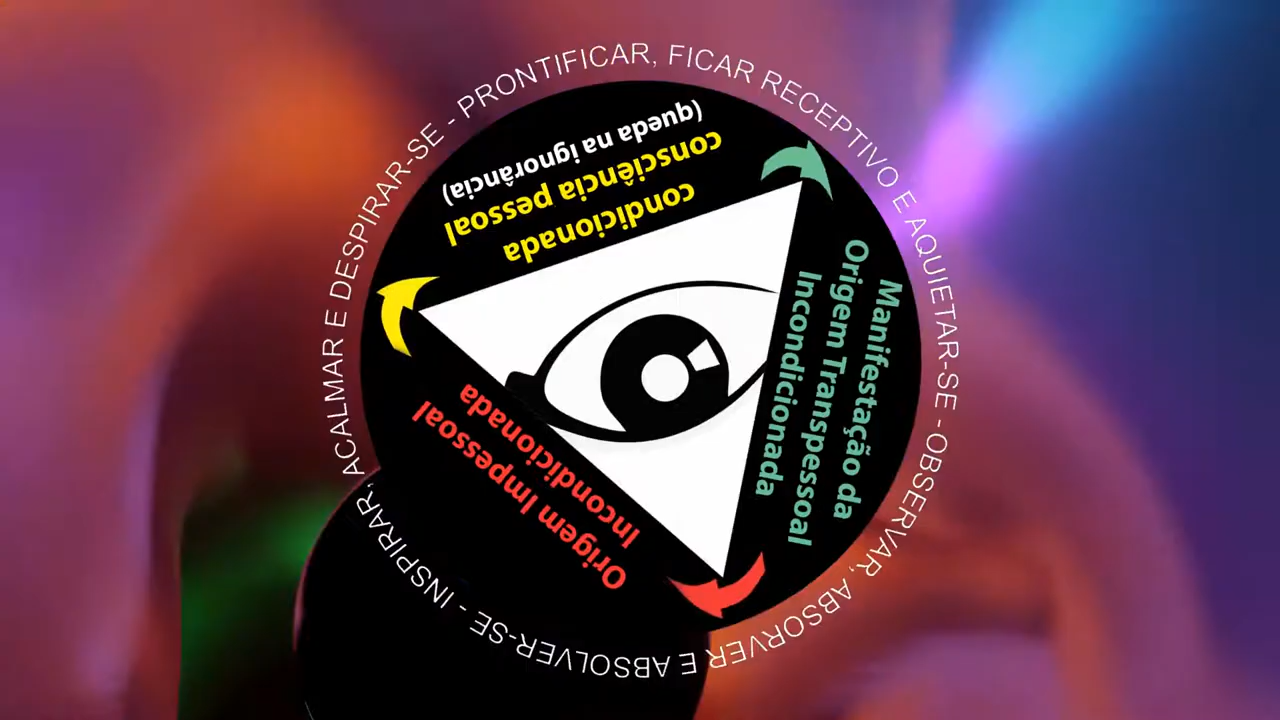 INSPIRAR, ACALMAR E DESPIRAR-SE - PRONTIFICAR, FICAR RECEPTIVO E AQUIETAR-SE - OBSERVAR, ABSORVER E ABSOLVER-SE -
condicionada
consciência pessoal
(queda na ignorância)
Manifestação da
Origem Transpessoal
Incondicionada
Origem Impessoal
Incondicionada